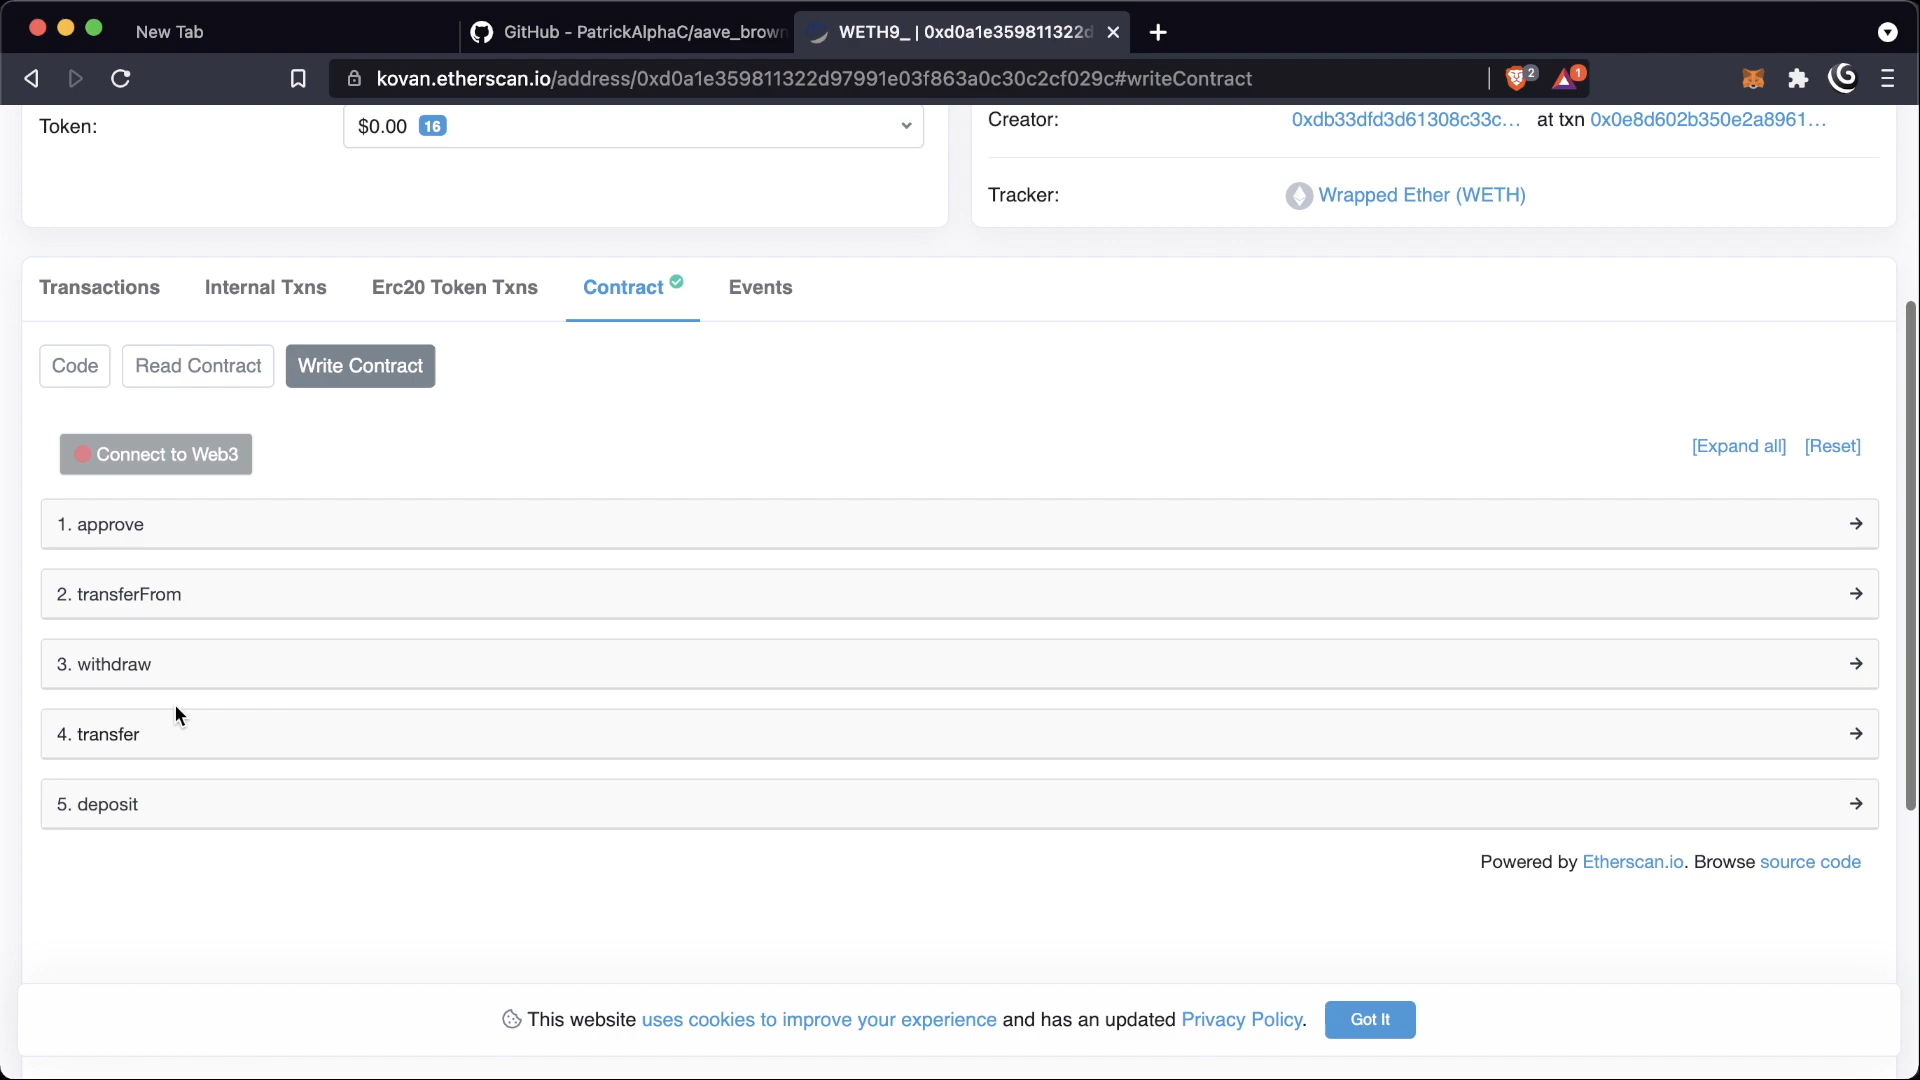 New Tab
GitHub - PatrickAlphaC/aave_brown
WETH9_ | 0xd0a1e359811322d
kovan.etherscan.io/address/0xd0a1e359811322d97991e03f863a0c30c2cf029c#writeContract
2
1
Token:
$0.00 16
Creator:
0xdb33dfd3d61308c33c... at txn 0x0e8d602b350e2a8961...
Tracker:
Wrapped Ether (WETH)
Transactions
Internal Txns
Erc20 Token Txns
Contract
Events
Code
Read Contract
Write Contract
Connect to Web3
[Expand all] [Reset]
1. approve
2. transferFrom
3. withdraw
4. transfer
5. deposit
Powered by Etherscan.io. Browse source code
This website uses cookies to improve your experience and has an updated Privacy Policy.
Got It